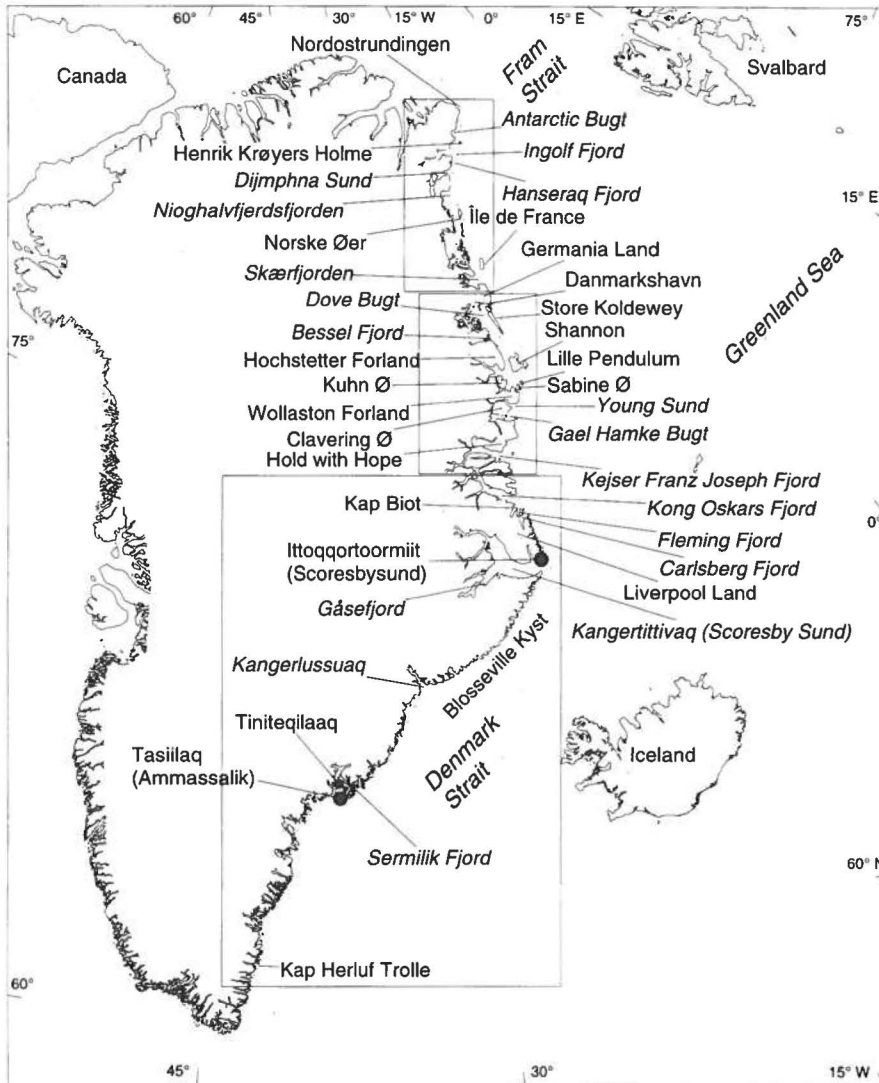 60° 45° 30° 15° W 0° 15 E 75°
Nordostrundingen
Canada
Fram
Strait
Svalbard
Antarctic Bugt
Henrik Krøyers Holme
Ingolf Fjord
Dijmphna Sund
Hanseraq Fjord
Nioghalvfjerdsfjorden
Île de France
15° E
Norske Øer
Germania Land
Skærfjorden
Danmarkshavn
Dove Bugt
Store Koldewey
Greenland Sea
Bessel Fjord
Shannon
75°
Hochstetter Forland
Lille Pendulum
Kuhn Ø
Sabine Ø
Wollaston Forland
Young Sund
Clavering Ø
Gael Hamke Bugt
Hold with Hope
Kejser Franz Joseph Fjord
Kap Biot
Kong Oskars Fjord
0°
Fleming Fjord
Ittoqqortoormiit
(Scoresbysund)
Carlsberg Fjord
Liverpool Land
Gåsefjord
Kangertittivaq (Scoresby Sund)
Kangerlussuaq
Blosseville Kyst
Tiniteqilaaq
Denmark
Strait
Iceland
Tasiilaq
(Ammassalik)
Sermilik Fjord
60° N
Kap Herluf Trolle
60°
45° 30° 15° W